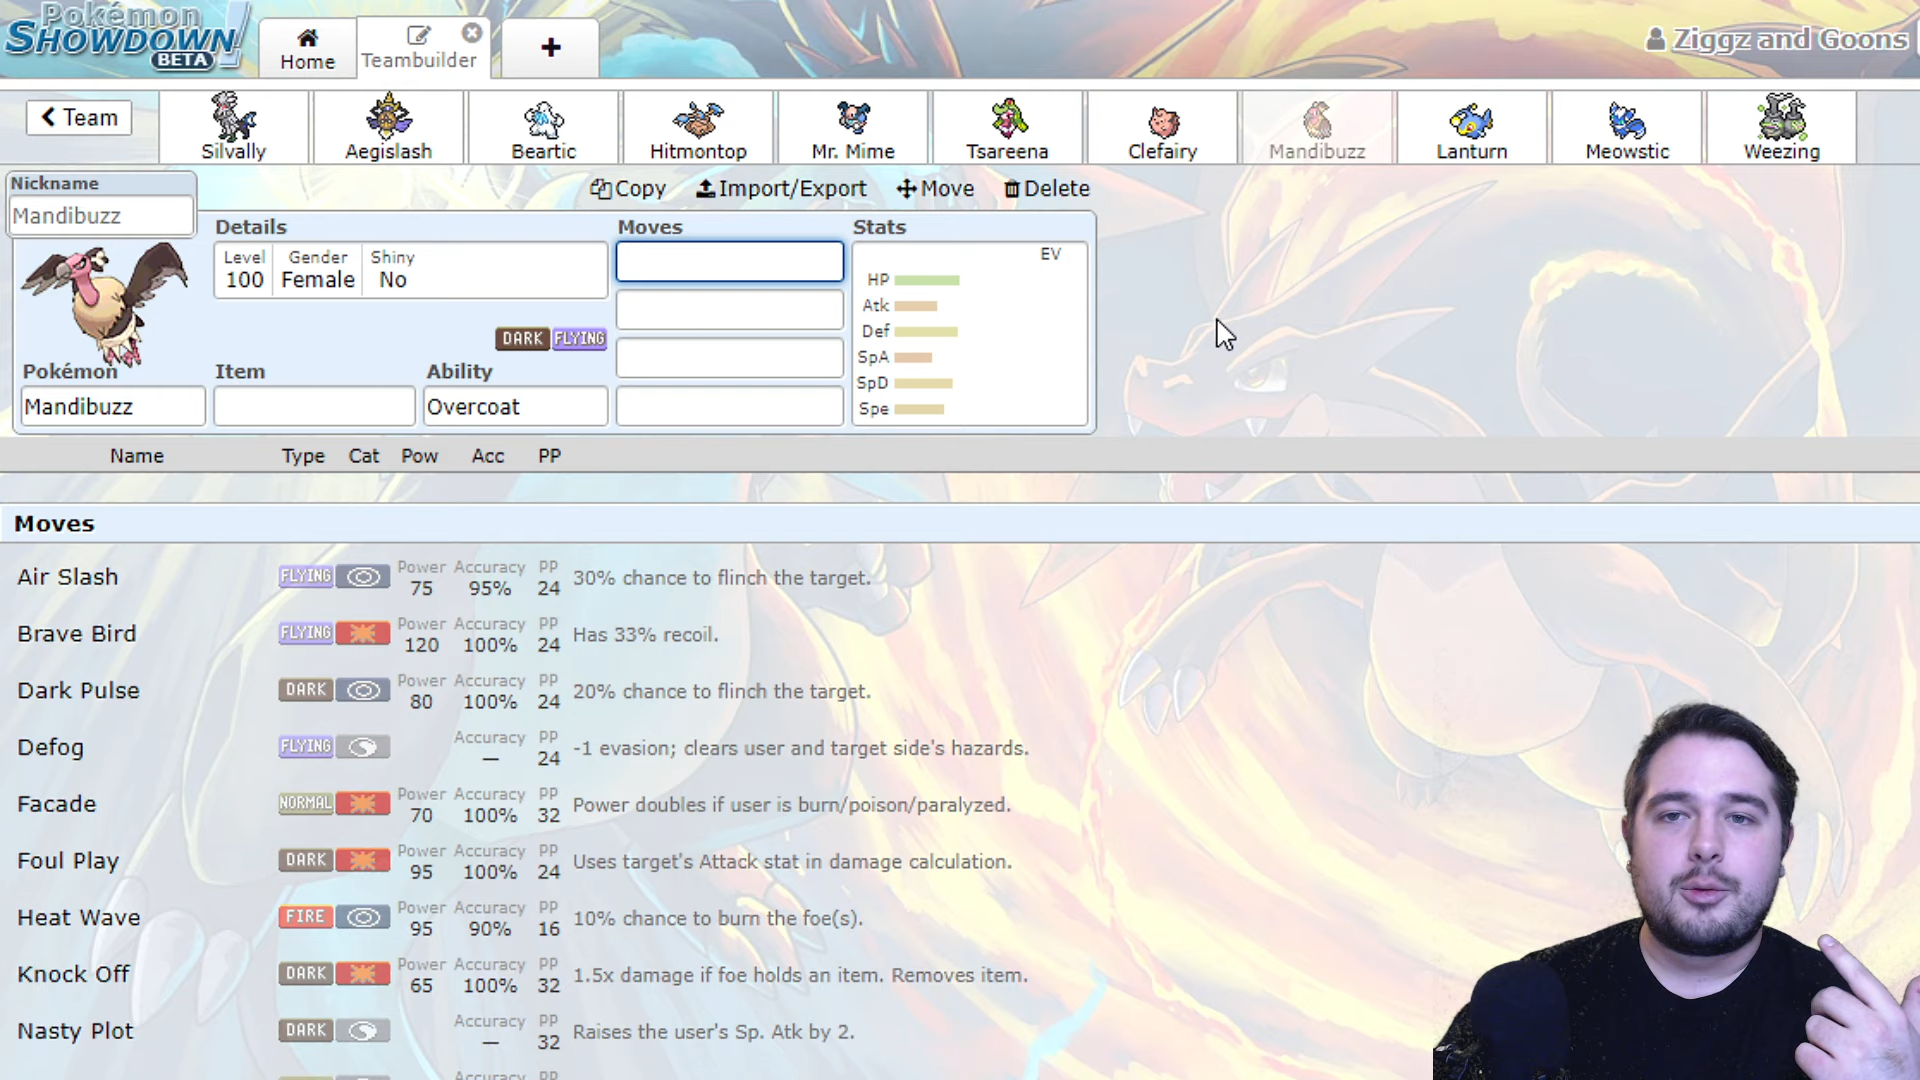 Pokémon
SHOWDOWN!
BETA
Home
Teambuilder
+
Ziggz and Goons
Team
Silvally
Aegislash
Beartic
Hitmontop
Mr. Mime
Tsareena
Clefairy
Mandibuzz
Lanturn
Meowstic
Weezing
Nickname
Mandibuzz
Copy
Import/Export
Move
Delete
Details
Level
100
Gender
Female
Shiny
No
DARK FLYING
Pokémon
Mandibuzz
Item
Ability
Overcoat
Moves
Stats
EV
HP
Atk
Def
SpA
SpD
Spe
Name Type Cat Pow Acc PP
Moves
Air Slash FLYING Power 75 Accuracy 95% PP 24 30% chance to flinch the target.
Brave Bird FLYING Power 120 Accuracy 100% PP 24 Has 33% recoil.
Dark Pulse DARK Power 80 Accuracy 100% PP 24 20% chance to flinch the target.
Defog FLYING Accuracy — PP 24 -1 evasion; clears user and target side's hazards.
Facade NORMAL Power 70 Accuracy 100% PP 32 Power doubles if user is burn/poison/paralyzed.
Foul Play DARK Power 95 Accuracy 100% PP 24 Uses target's Attack stat in damage calculation.
Heat Wave FIRE Power 95 Accuracy 90% PP 16 10% chance to burn the foe(s).
Knock Off DARK Power 65 Accuracy 100% PP 32 1.5x damage if foe holds an item. Removes item.
Nasty Plot DARK Accuracy — PP 32 Raises the user's Sp. Atk by 2.
Accuracy PP